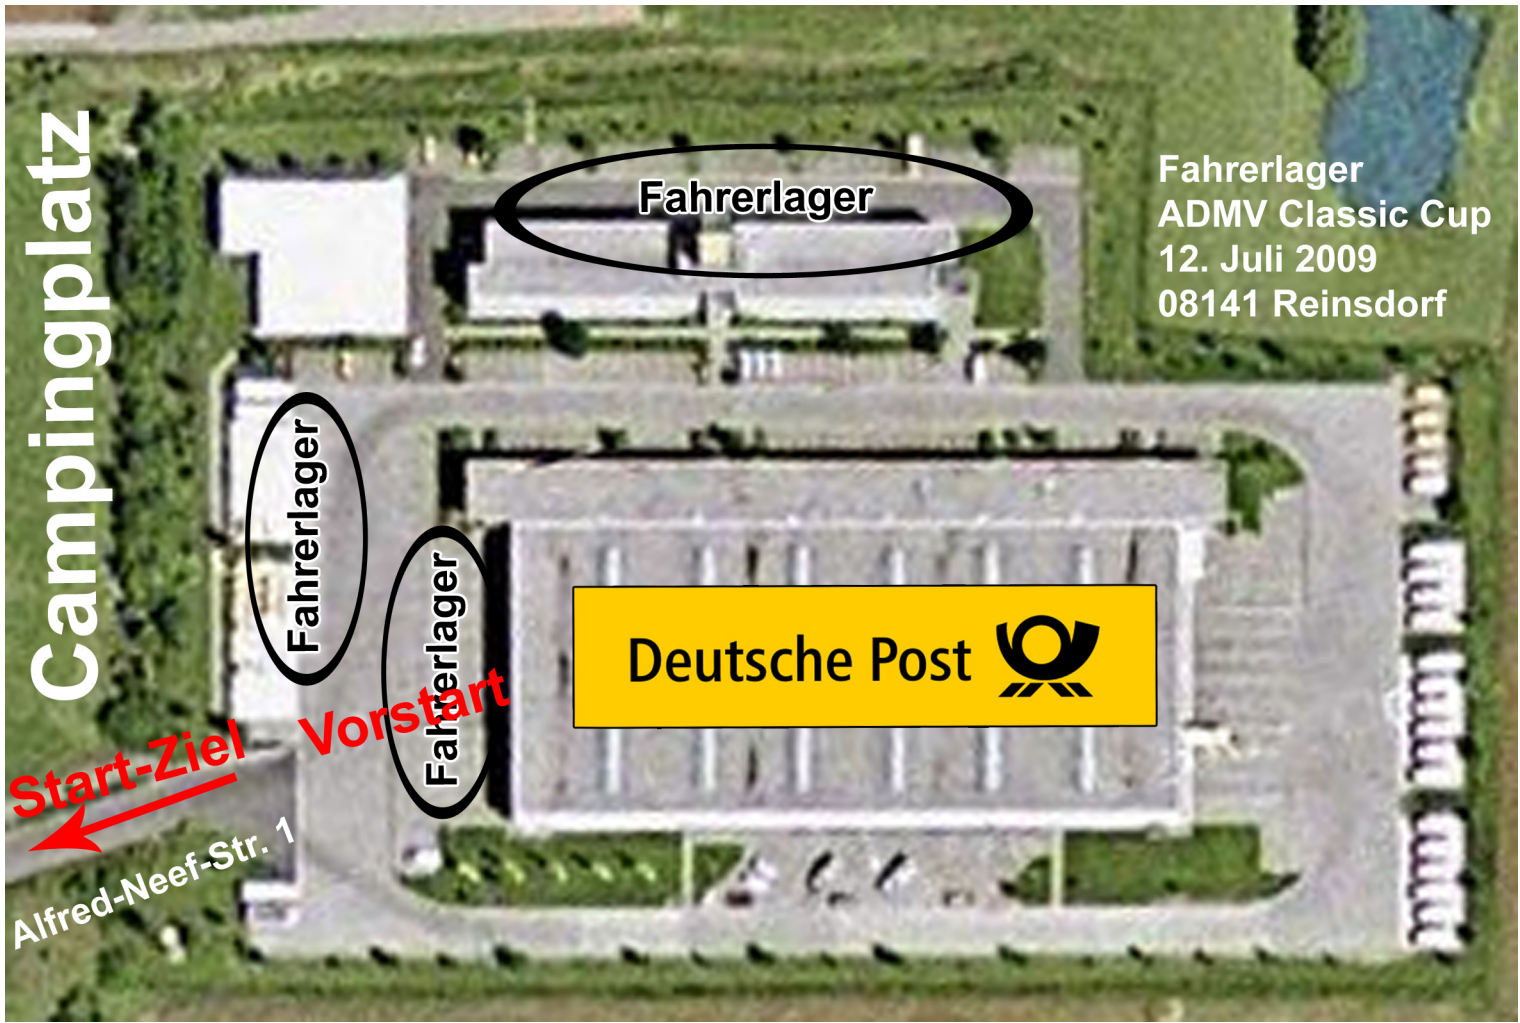 Campingplatz
Fahrerlager
Fahrerlager
ADMV Classic Cup
12. Juli 2009
08141 Reinsdorf
Fahrerlager
Fahrerlager
Deutsche Post
Vorstart
Start-Ziel
Alfred-Neef-Str. 1